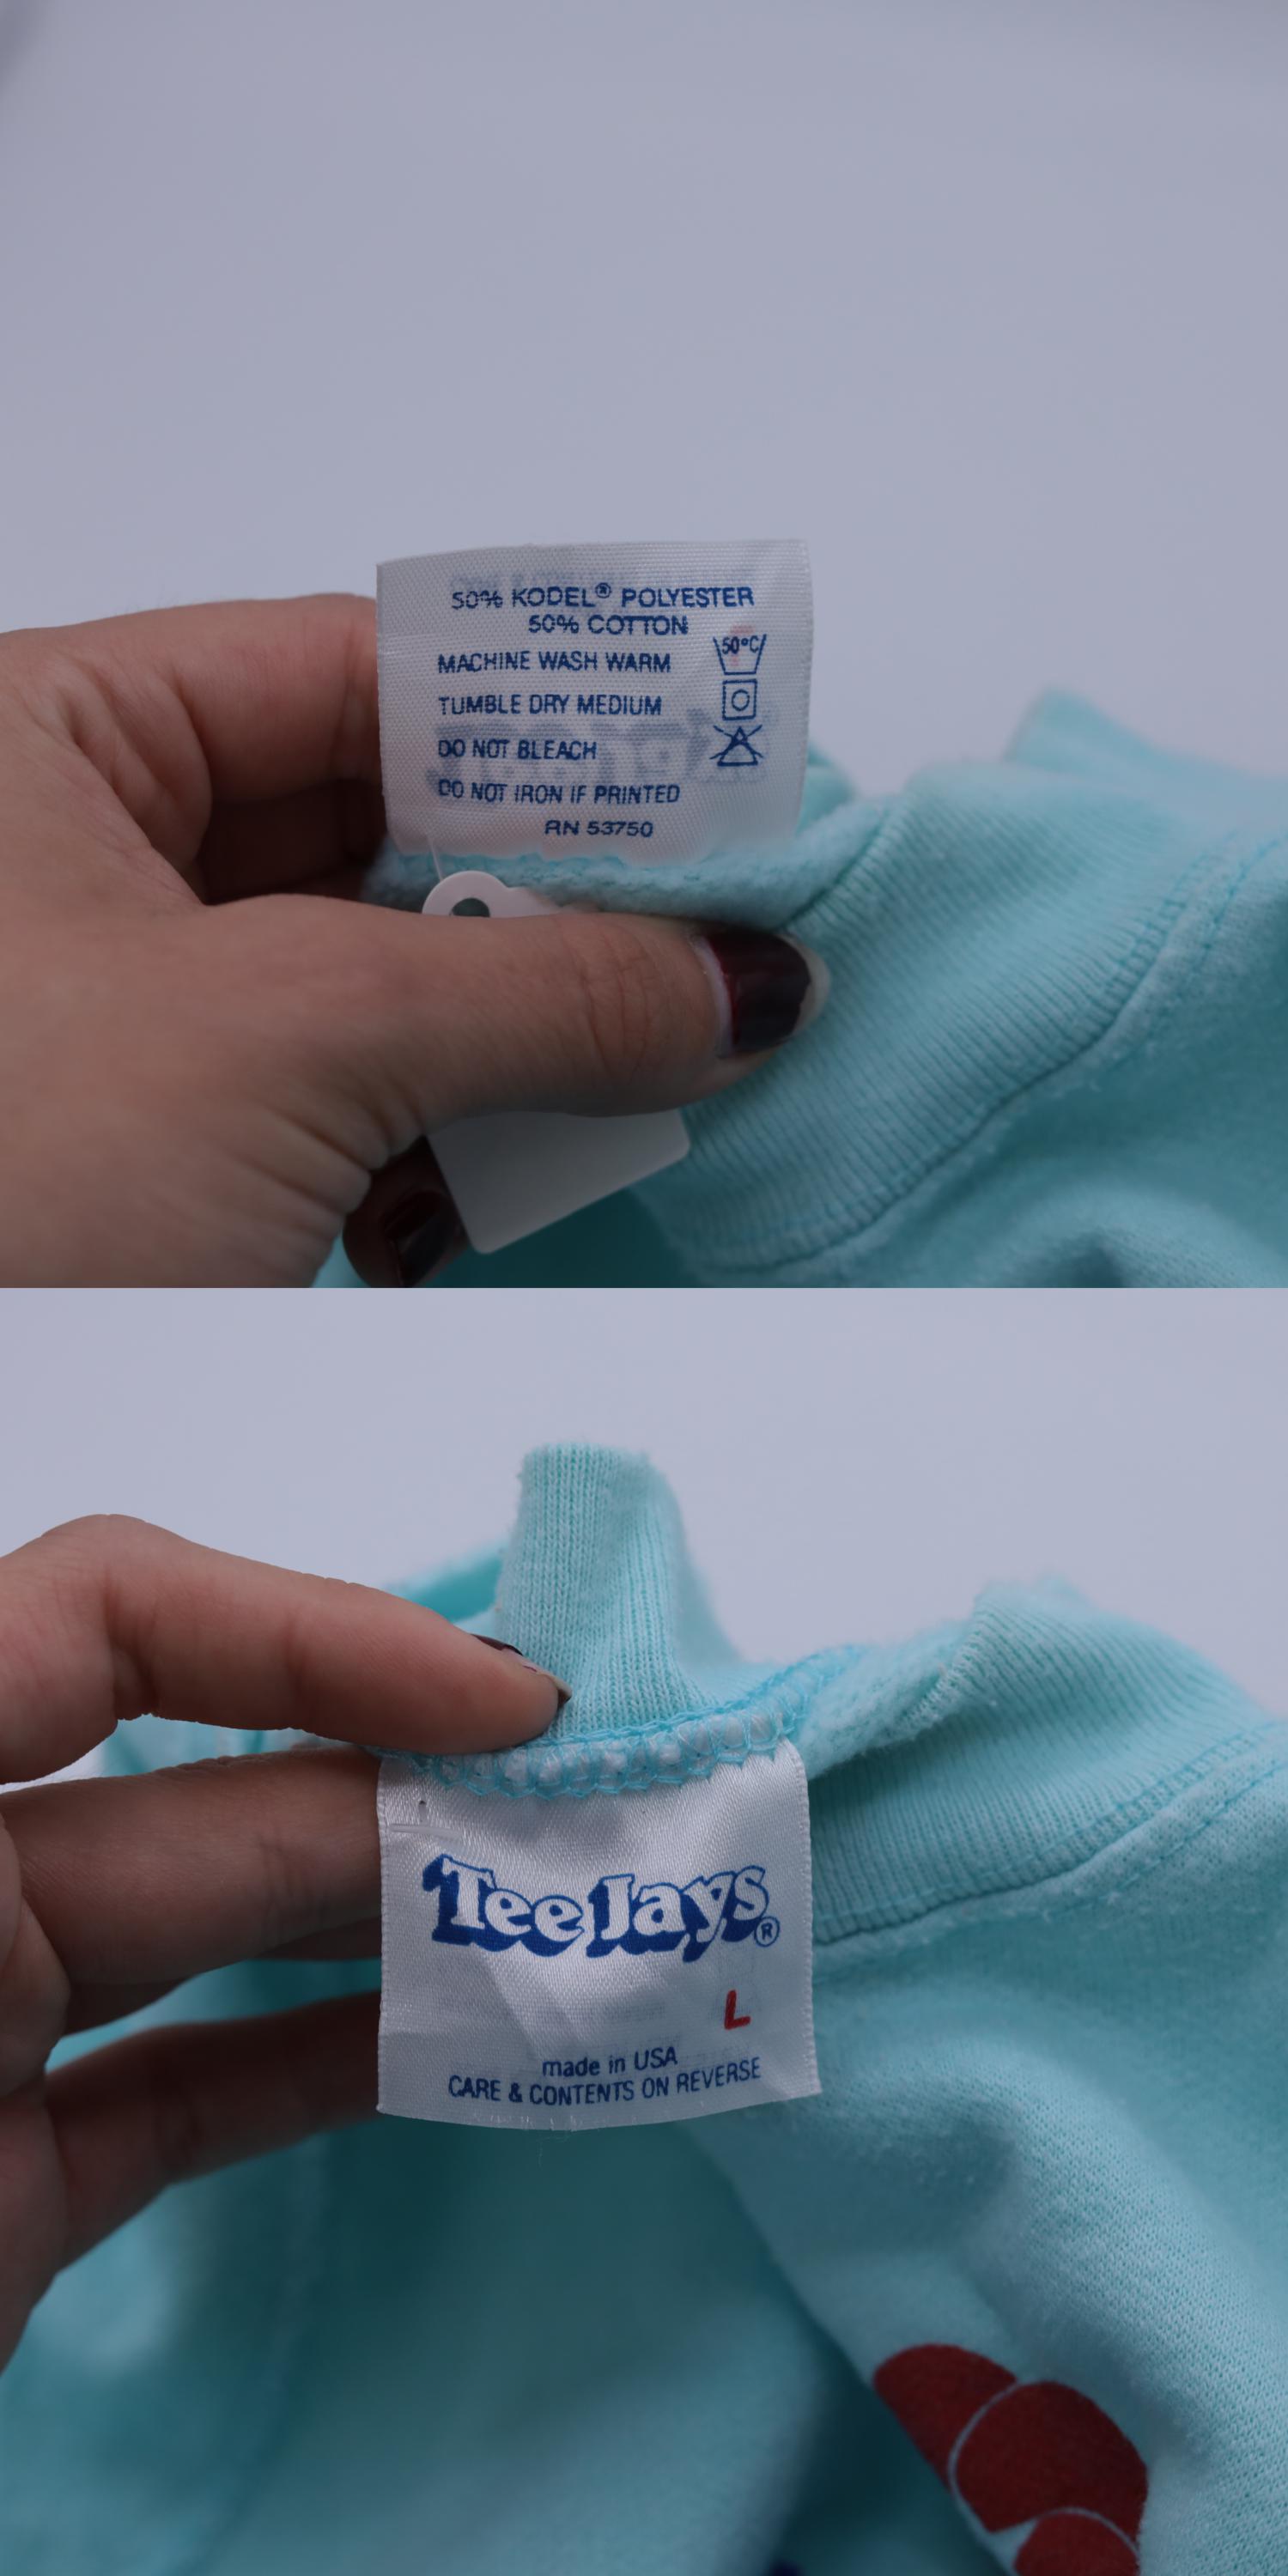 50% KODEL® POLYESTER
50% COTTON
MACHINE WASH WARM
50°C
TUMBLE DRY MEDIUM
DO NOT BLEACH
DO NOT IRON IF PRINTED
RN 53750
Tee Jays®
L
made in USA
CARE & CONTENTS ON REVERSE